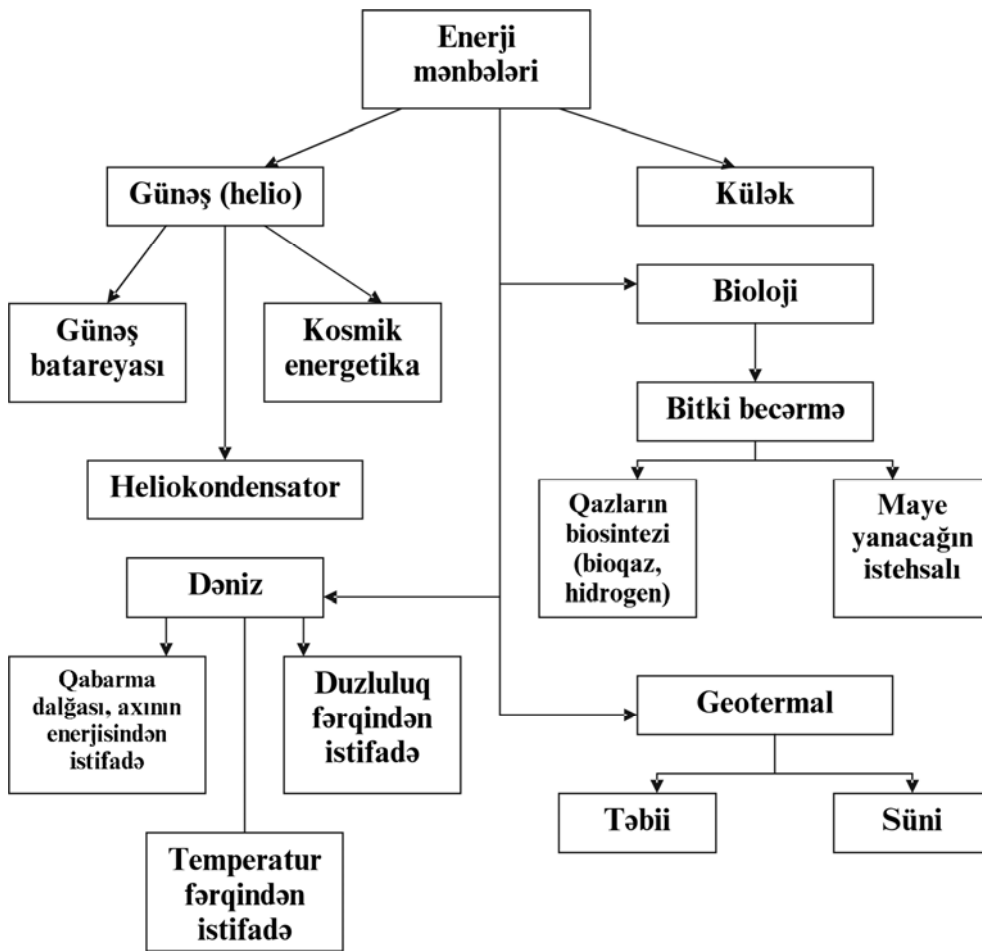 Enerji
mənbələri
Günəş (helio)
Külək
Bioloji
Günəş
batareyası
Kosmik
energetika
Bitki becərmə
Heliokondensator
Qazların
biosintezi
(bioqaz,
hidrogen)
Maye
yanacağın
istehsalı
Dəniz
Qabarma
dalğası, axının
enerjisindən
istifadə
Duzluluq
fərqindən
istifadə
Geotermal
Təbii
Süni
Temperatur
fərqindən
istifadə